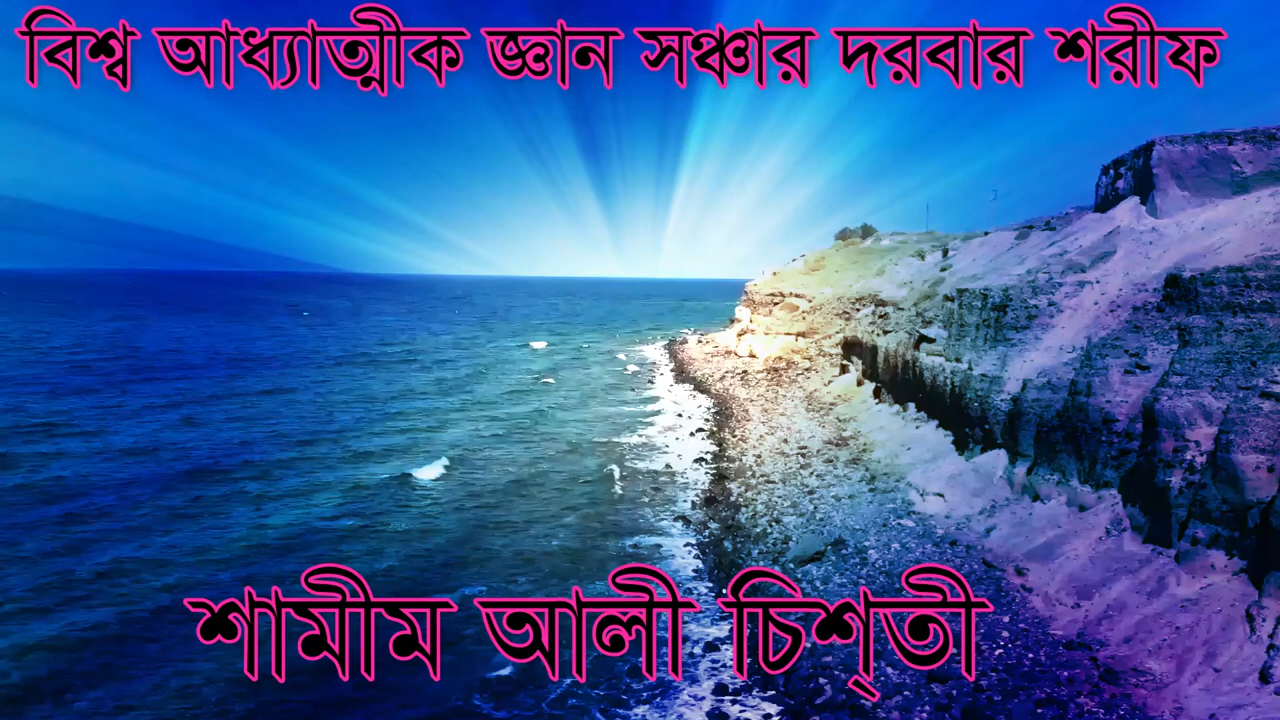 বিশ্ব আধ্যাত্মীক জ্ঞান সঞ্চার দরবার শরীফ
শামীম আলী চিশ্‌তী